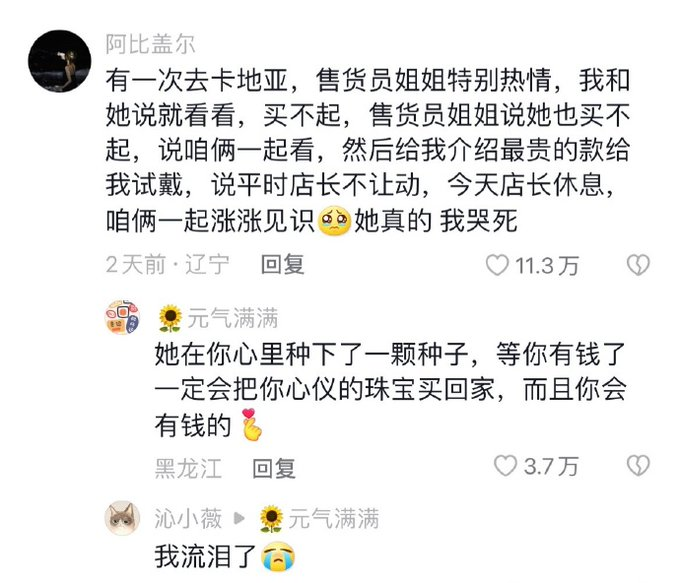 阿比盖尔
有一次去卡地亚，售货员姐姐特别热情，我和
她说就看看，买不起，售货员姐姐说她也买不
起，说咱俩一起看，然后给我介绍最贵的款给
我试戴，说平时店长不让动，今天店长休息，
咱俩一起涨涨见识🥹她真的 我哭死
2天前·辽宁 回复 11.3万
🌻元气满满
她在你心里种下了一颗种子，等你有钱了
一定会把你心仪的珠宝买回家，而且你会
有钱的🫰
黑龙江 回复 3.7万
沁小薇 ▶ 🌻元气满满
我流泪了😭